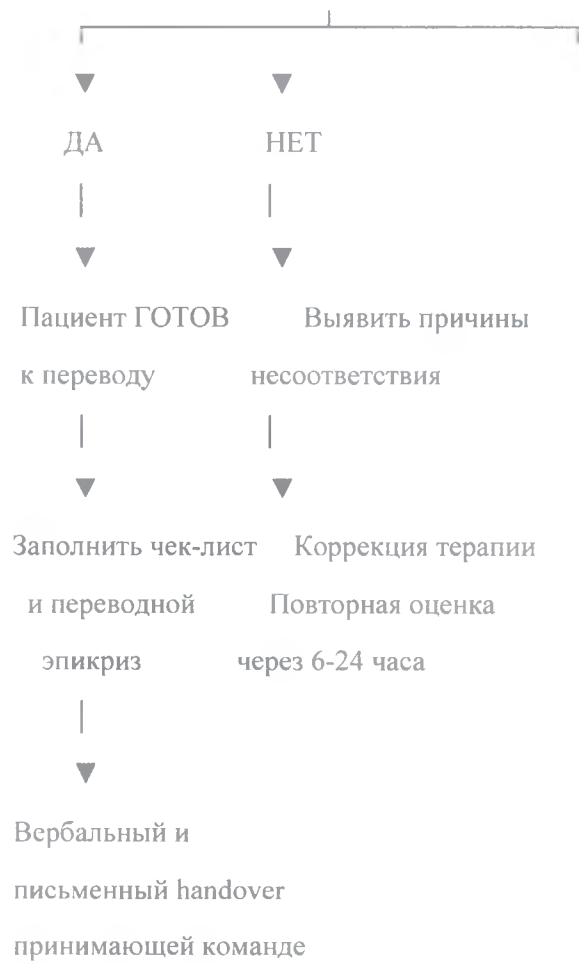 ДА НЕТ
Пациент ГОТОВ Выявить причины
к переводу несоответствия
Заполнить чек-лист Коррекция терапии
и переводной Повторная оценка
эпикриз через 6-24 часа
Вербальный и
письменный handover
принимающей команде